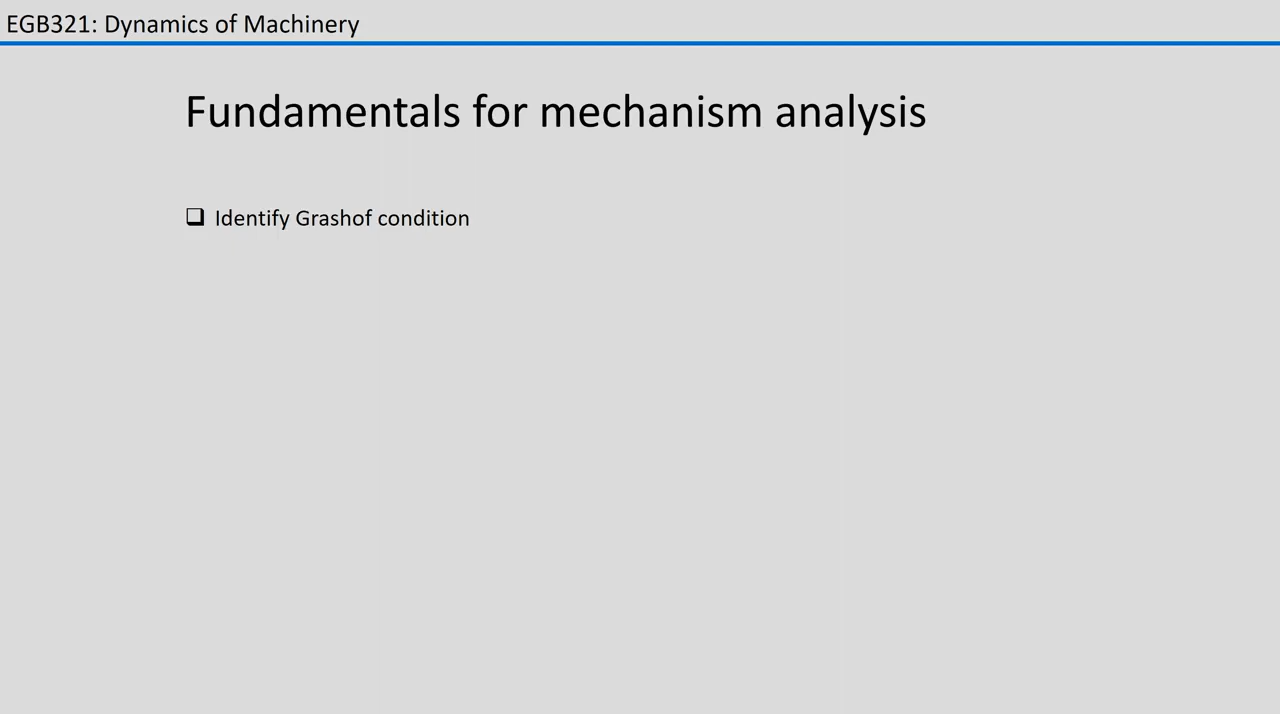 EGB321: Dynamics of Machinery
Fundamentals for mechanism analysis
❑ Identify Grashof condition